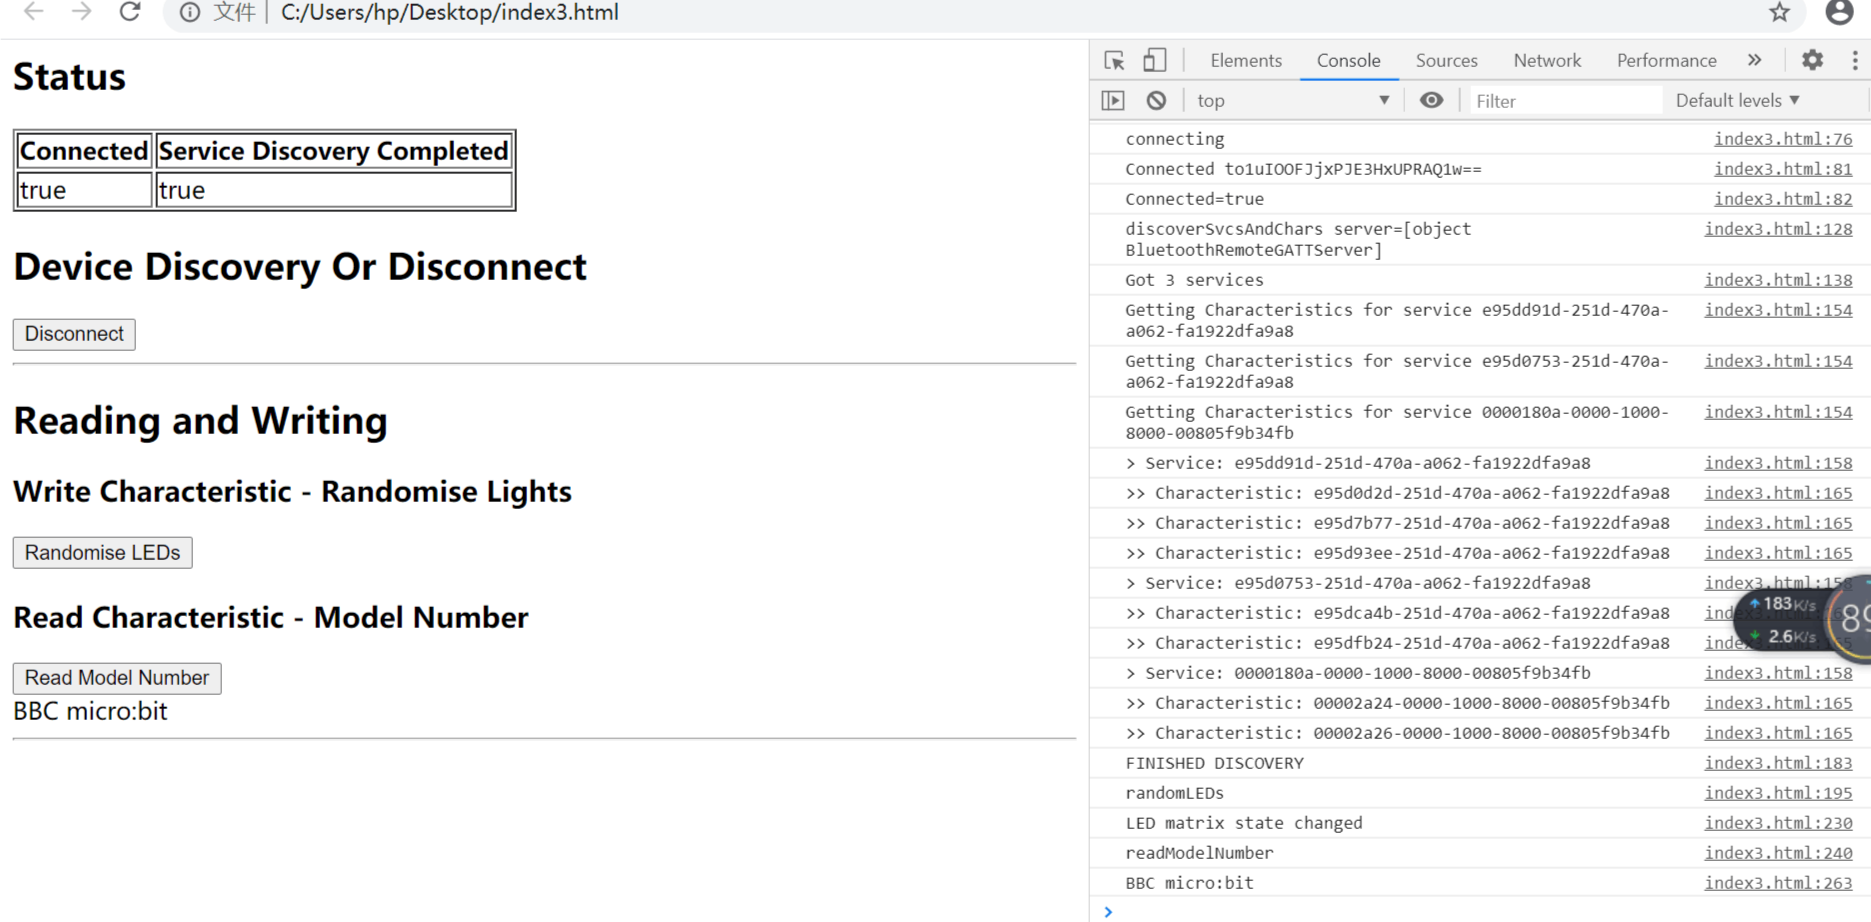 文件 C:/Users/hp/Desktop/index3.html
Status
Connected Service Discovery Completed
true true
Device Discovery Or Disconnect
Disconnect
Reading and Writing
Write Characteristic - Randomise Lights
Randomise LEDs
Read Characteristic - Model Number
Read Model Number
BBC micro:bit
Elements Console Sources Network Performance »
top Filter Default levels
connecting index3.html:76
Connected to1uIOOFJjxPJE3HxUPRAQ1w== index3.html:81
Connected=true index3.html:82
discoverSvcsAndChars server=[object index3.html:128
BluetoothRemoteGATTServer]
Got 3 services index3.html:138
Getting Characteristics for service e95dd91d-251d-470a- index3.html:154
a062-fa1922dfa9a8
Getting Characteristics for service e95d0753-251d-470a- index3.html:154
a062-fa1922dfa9a8
Getting Characteristics for service 0000180a-0000-1000- index3.html:154
8000-00805f9b34fb
> Service: e95dd91d-251d-470a-a062-fa1922dfa9a8 index3.html:158
>> Characteristic: e95d0d2d-251d-470a-a062-fa1922dfa9a8 index3.html:165
>> Characteristic: e95d7b77-251d-470a-a062-fa1922dfa9a8 index3.html:165
>> Characteristic: e95d93ee-251d-470a-a062-fa1922dfa9a8 index3.html:165
> Service: e95d0753-251d-470a-a062-fa1922dfa9a8 index3.html:158
>> Characteristic: e95dca4b-251d-470a-a062-fa1922dfa9a8
183K/s
>> Characteristic: e95dfb24-251d-470a-a062-fa1922dfa9a8
2.6K/s
> Service: 0000180a-0000-1000-8000-00805f9b34fb index3.html:158
>> Characteristic: 00002a24-0000-1000-8000-00805f9b34fb index3.html:165
>> Characteristic: 00002a26-0000-1000-8000-00805f9b34fb index3.html:165
FINISHED DISCOVERY index3.html:183
randomLEDs index3.html:195
LED matrix state changed index3.html:230
readModelNumber index3.html:240
BBC micro:bit index3.html:263
>